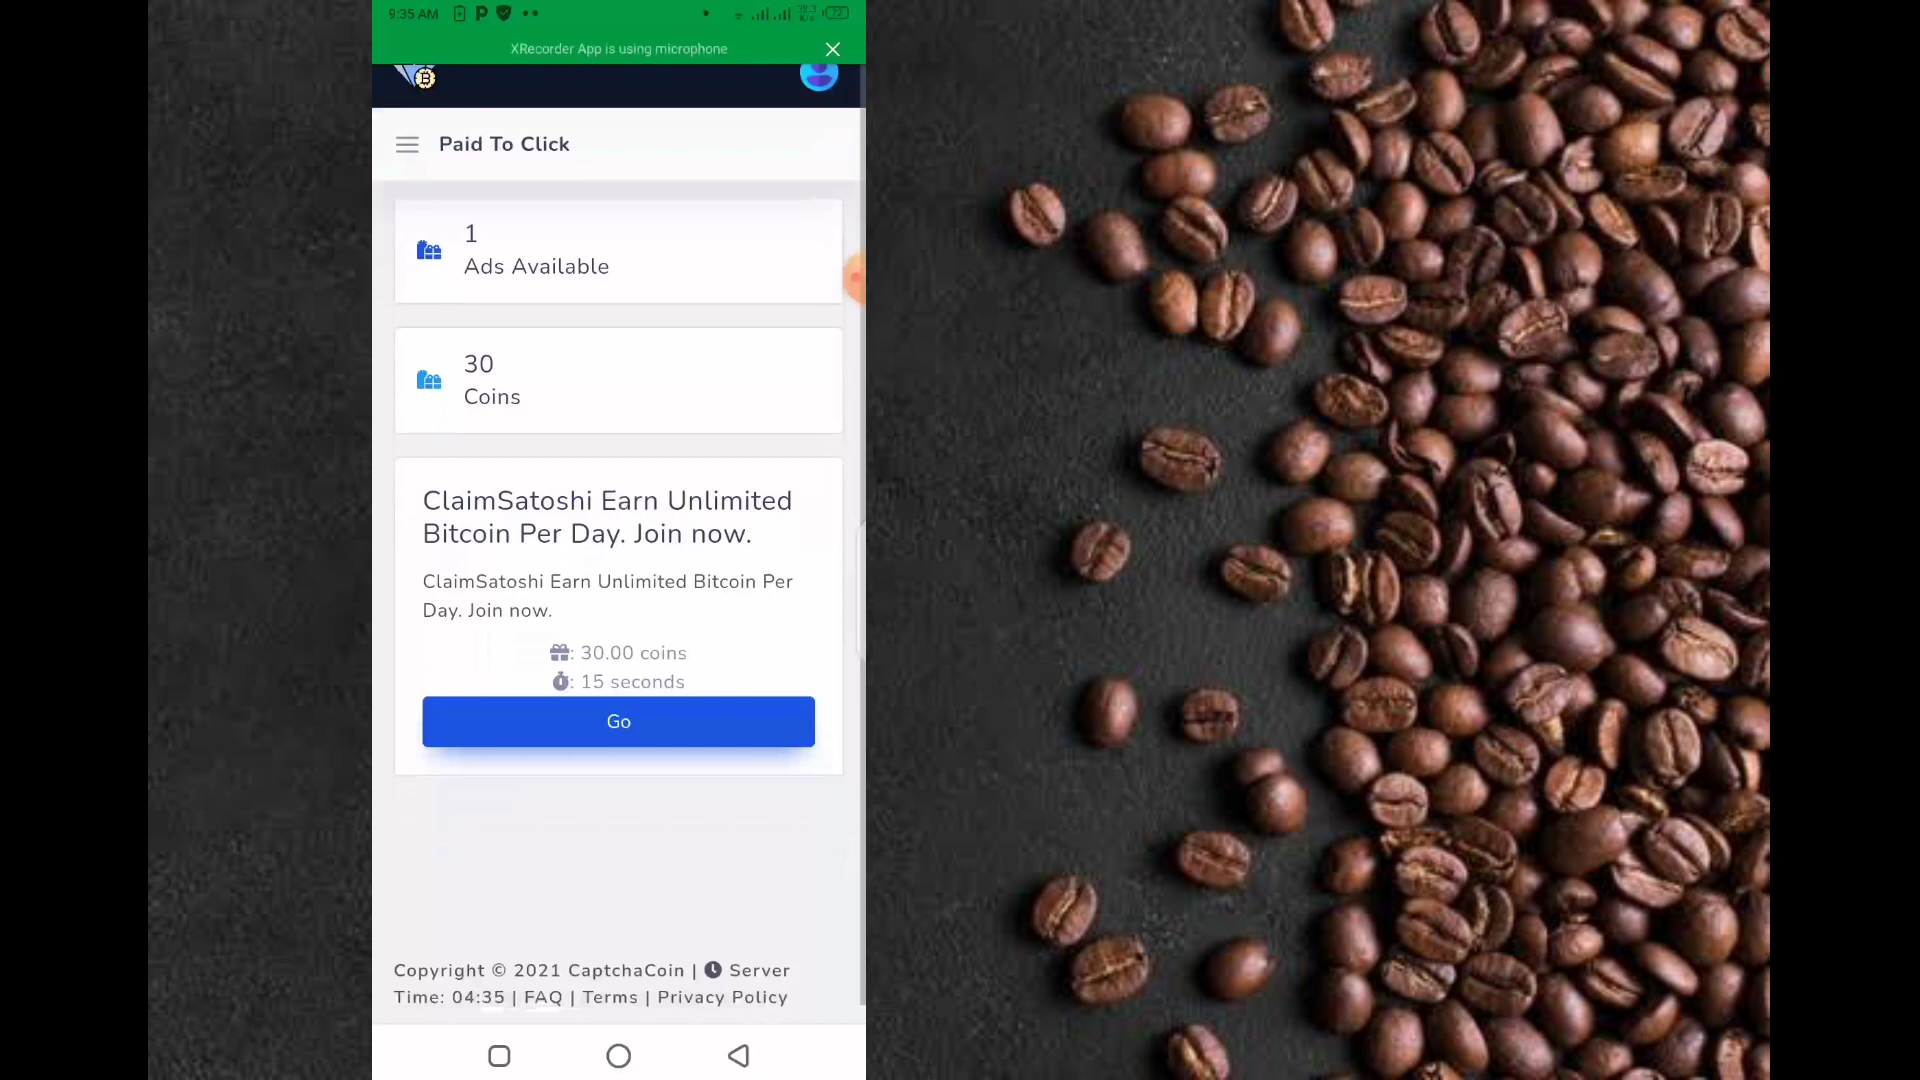 9:35 AM
XRecorder App is using microphone
Paid To Click
1
Ads Available
30
Coins
ClaimSatoshi Earn Unlimited
Bitcoin Per Day. Join now.
ClaimSatoshi Earn Unlimited Bitcoin Per
Day. Join now.
: 30.00 coins
: 15 seconds
Go
Copyright © 2021 CaptchaCoin | Server
Time: 04:35 | FAQ | Terms | Privacy Policy